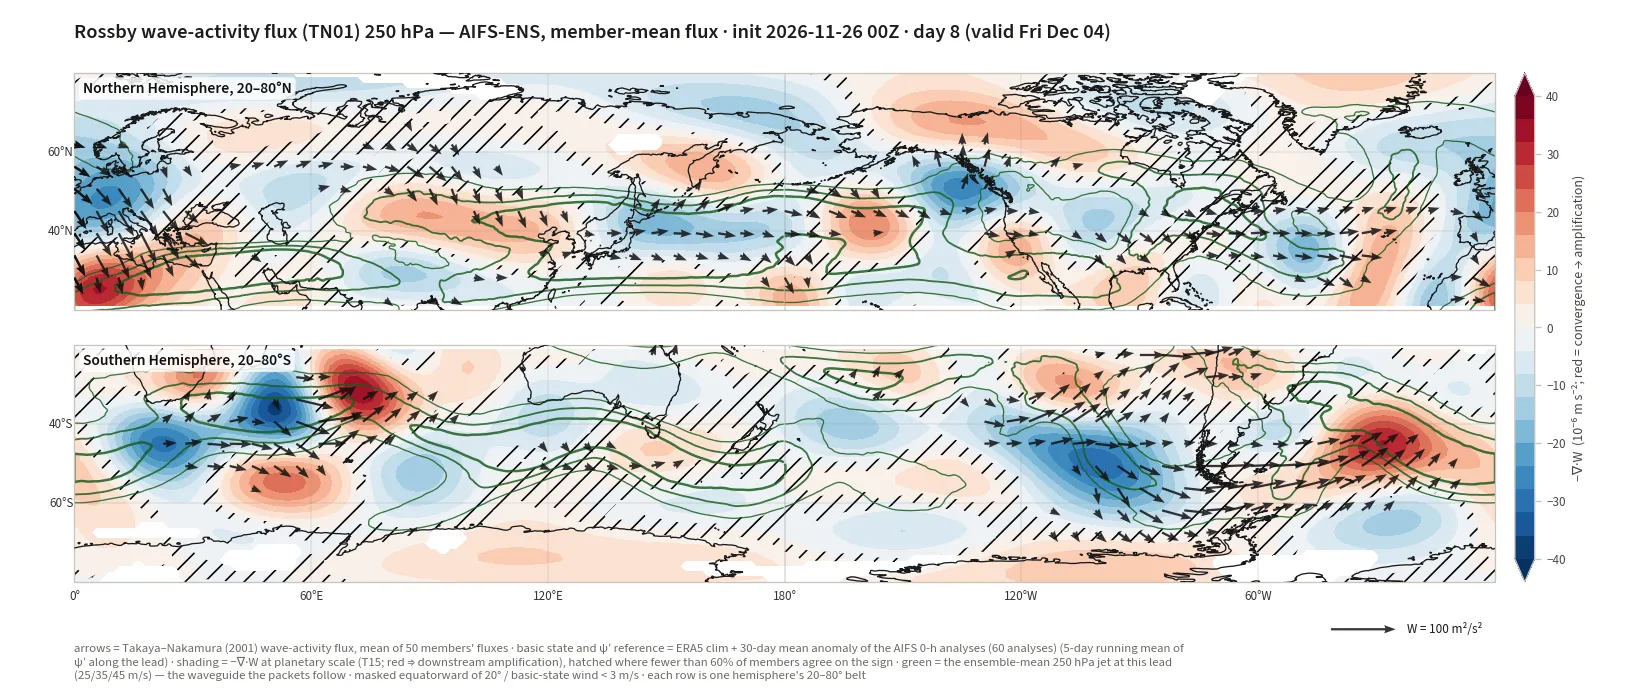 Rossby wave-activity flux (TN01) 250 hPa — AIFS-ENS, member-mean flux · init 2026-11-26 00Z · day 8 (valid Fri Dec 04)
Northern Hemisphere, 20–80°N
60°N
40°N
Southern Hemisphere, 20–80°S
40°S
60°S
0°
60°E
120°E
180°
120°W
60°W
40
30
20
10
0
−10
−20
−30
−40
−∇·W (10⁻⁶ m s⁻²; red = convergence → amplification)
W = 100 m²/s²
arrows = Takaya–Nakamura (2001) wave-activity flux, mean of 50 members' fluxes · basic state and ψ' reference = ERA5 clim + 30-day mean anomaly of the AIFS 0-h analyses (60 analyses) (5-day running mean of
ψ' along the lead) · shading = −∇·W at planetary scale (T15; red ⇒ downstream amplification), hatched where fewer than 60% of members agree on the sign · green = the ensemble-mean 250 hPa jet at this lead
(25/35/45 m/s) — the waveguide the packets follow · masked equatorward of 20° / basic-state wind < 3 m/s · each row is one hemisphere's 20–80° belt